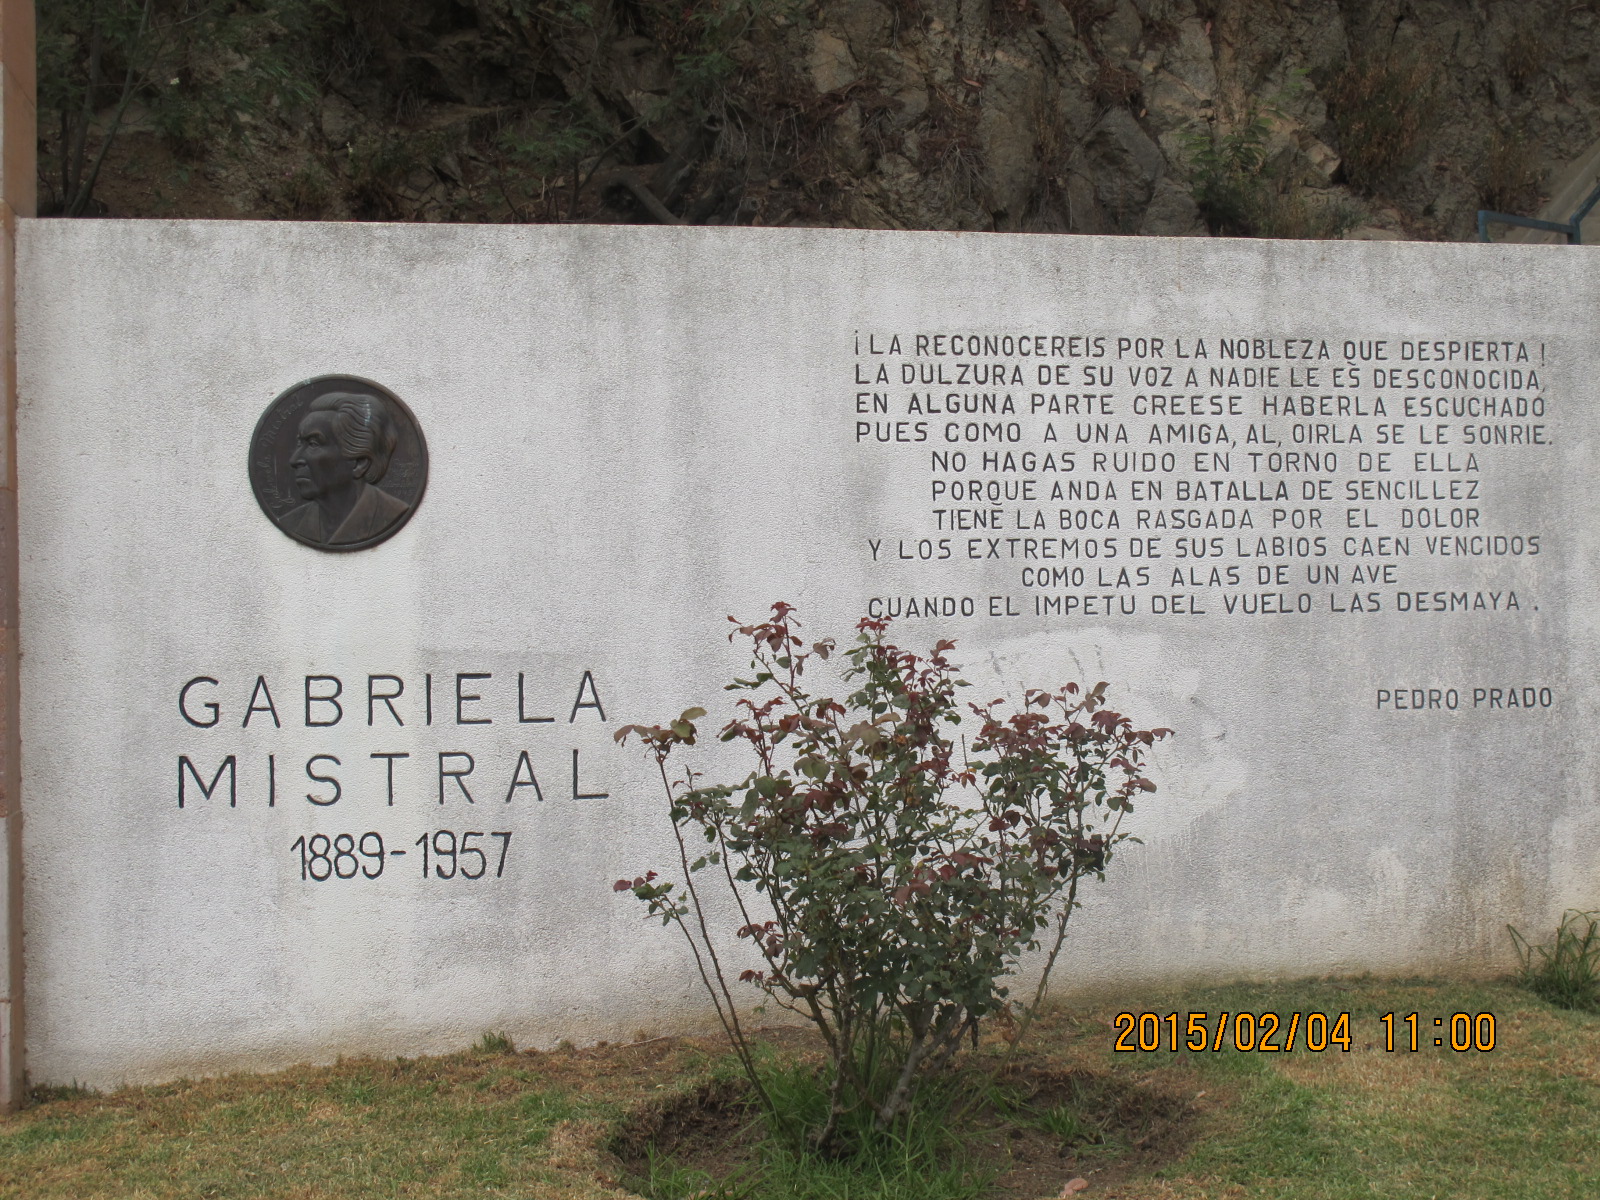 GABRIELA
MISTRAL
1889-1957
¡LA RECONOCEREIS POR LA NOBLEZA QUE DESPIERTA!
LA DULZURA DE SU VOZ A NADIE LE ES DESCONOCIDA,
EN ALGUNA PARTE CREESE HABERLA ESCUCHADO
PUES COMO A UNA AMIGA, AL, OIRLA SE LE SONRIE.
NO HAGAS RUIDO EN TORNO DE ELLA
PORQUE ANDA EN BATALLA DE SENCILLEZ
TIENE LA BOCA RASGADA POR EL DOLOR
Y LOS EXTREMOS DE SUS LABIOS CAEN VENCIDOS
COMO LAS ALAS DE UN AVE
CUANDO EL IMPETU DEL VUELO LAS DESMAYA.
PEDRO PRADO
2015/02/04 11:00